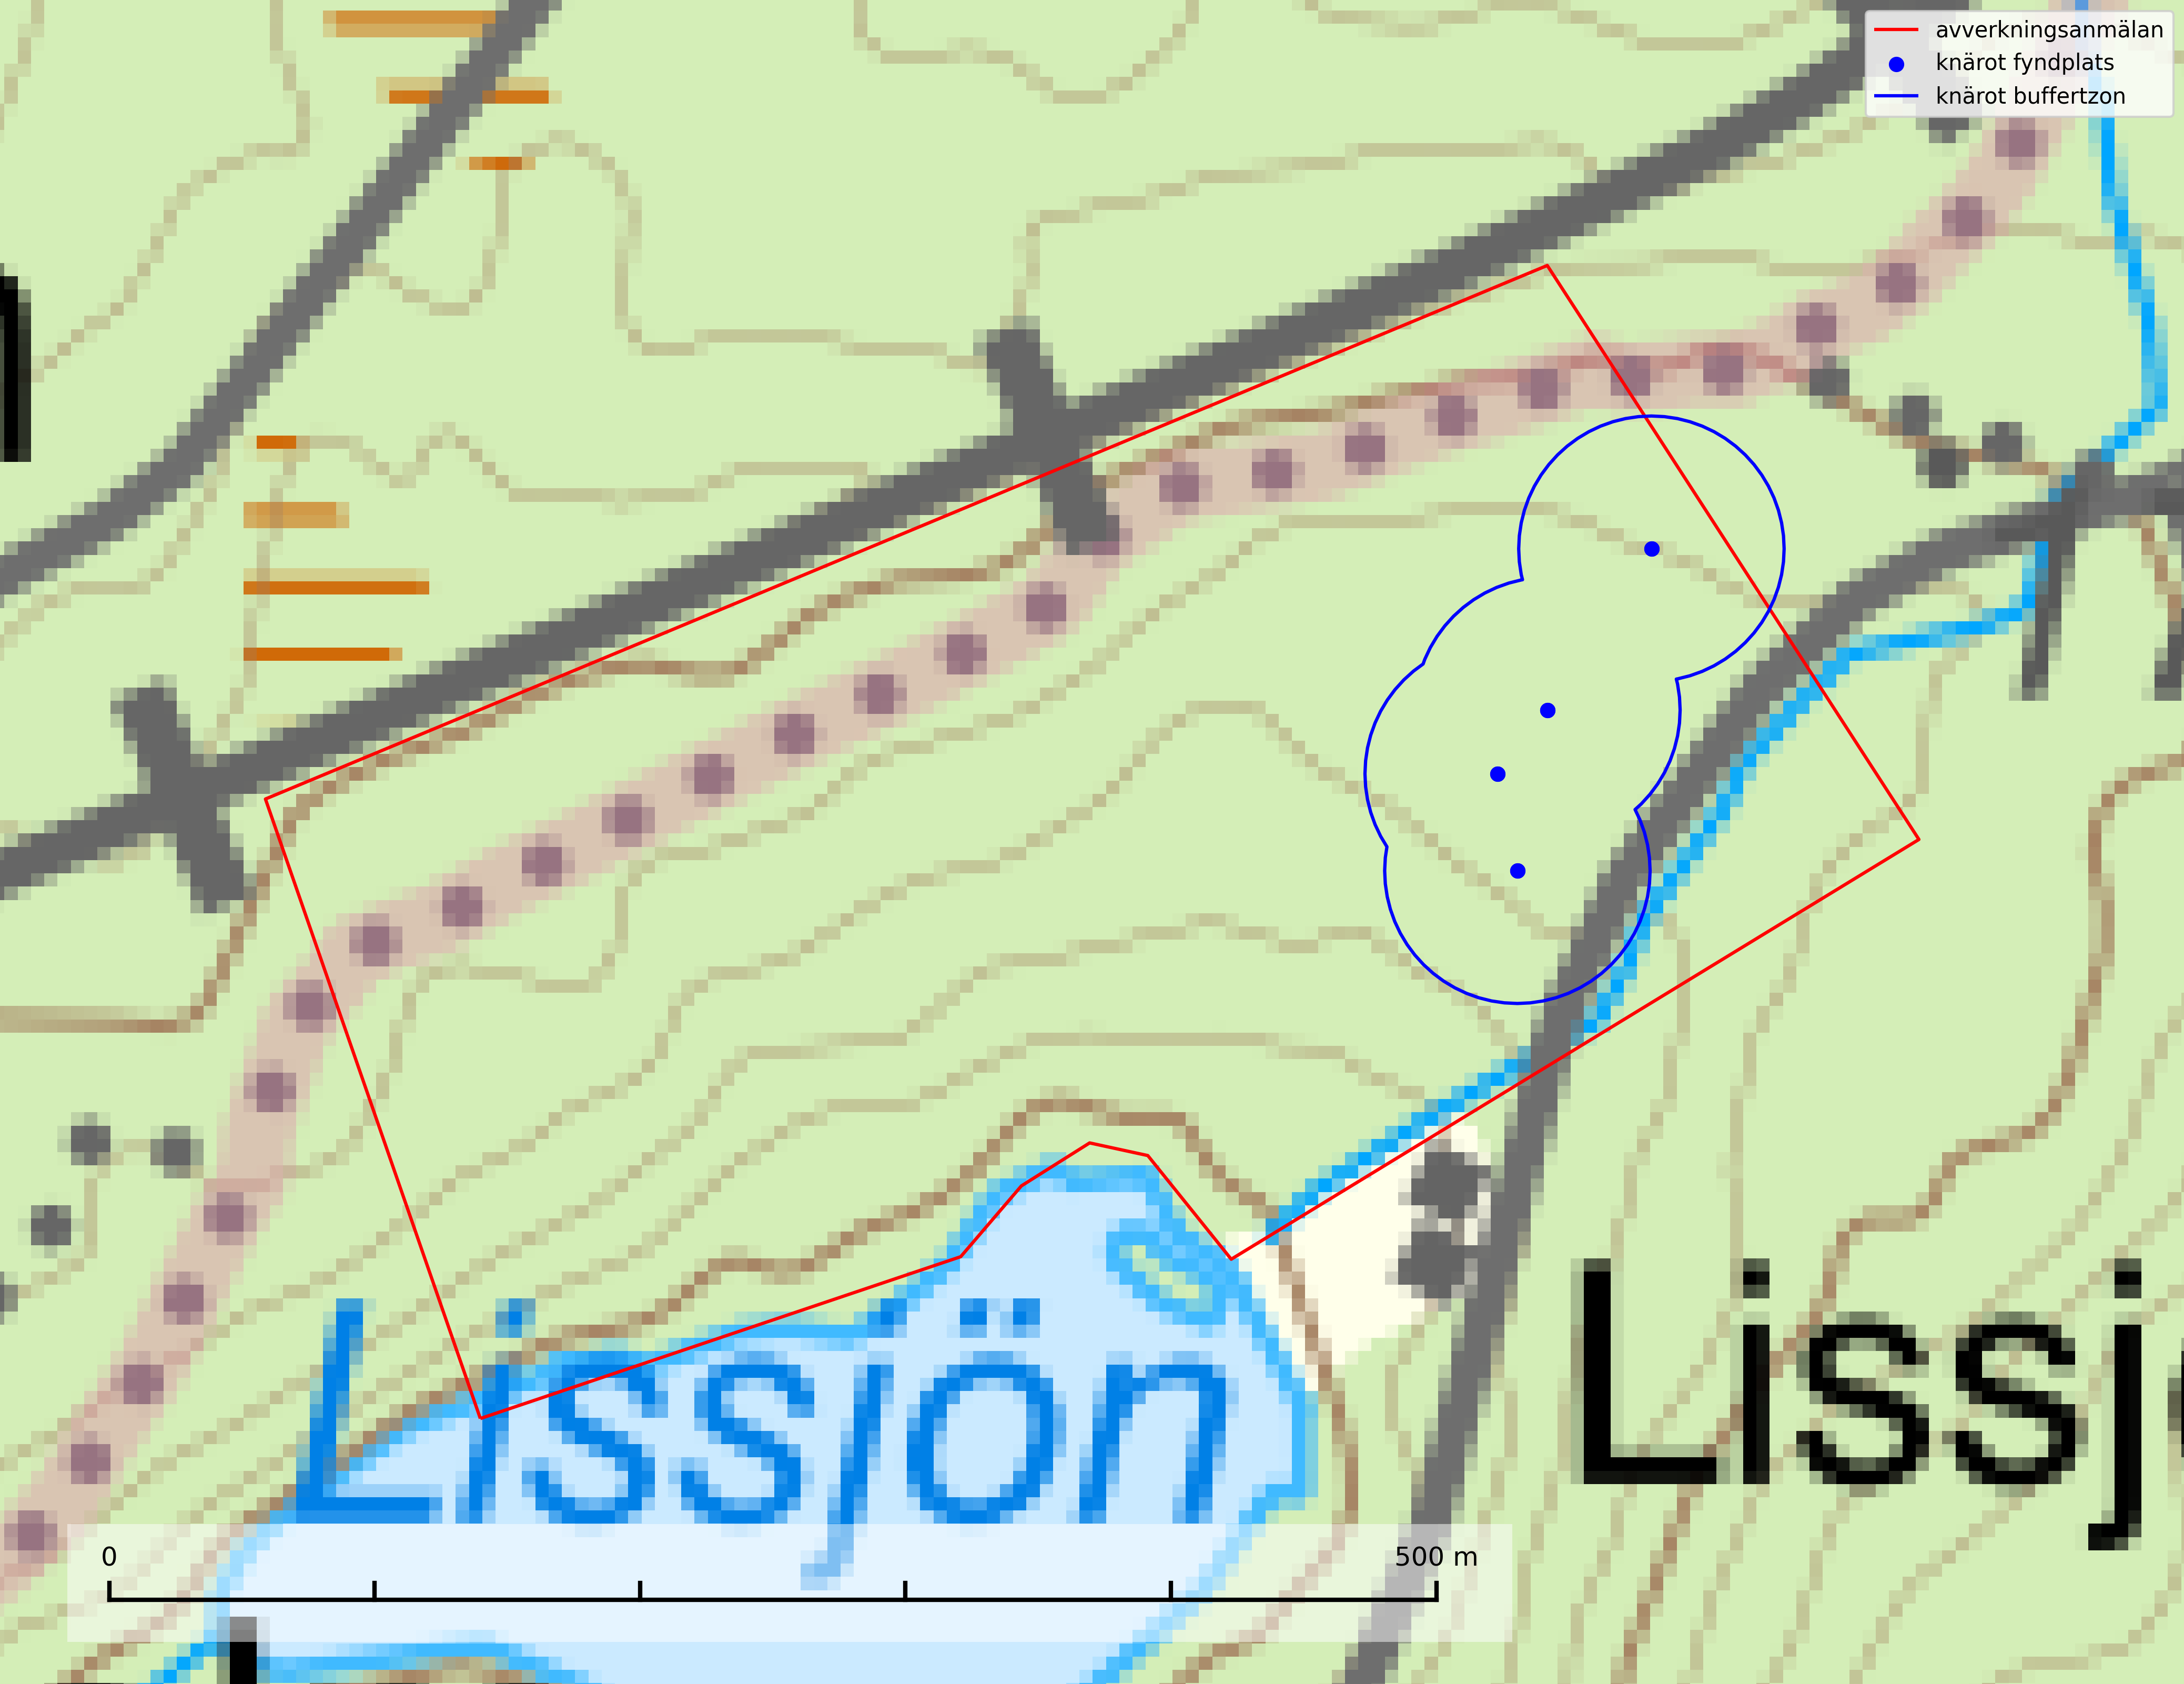 avverkningsanmälan
knärot fyndplats
knärot buffertzon
Lissjön
Lissj
0
500 m